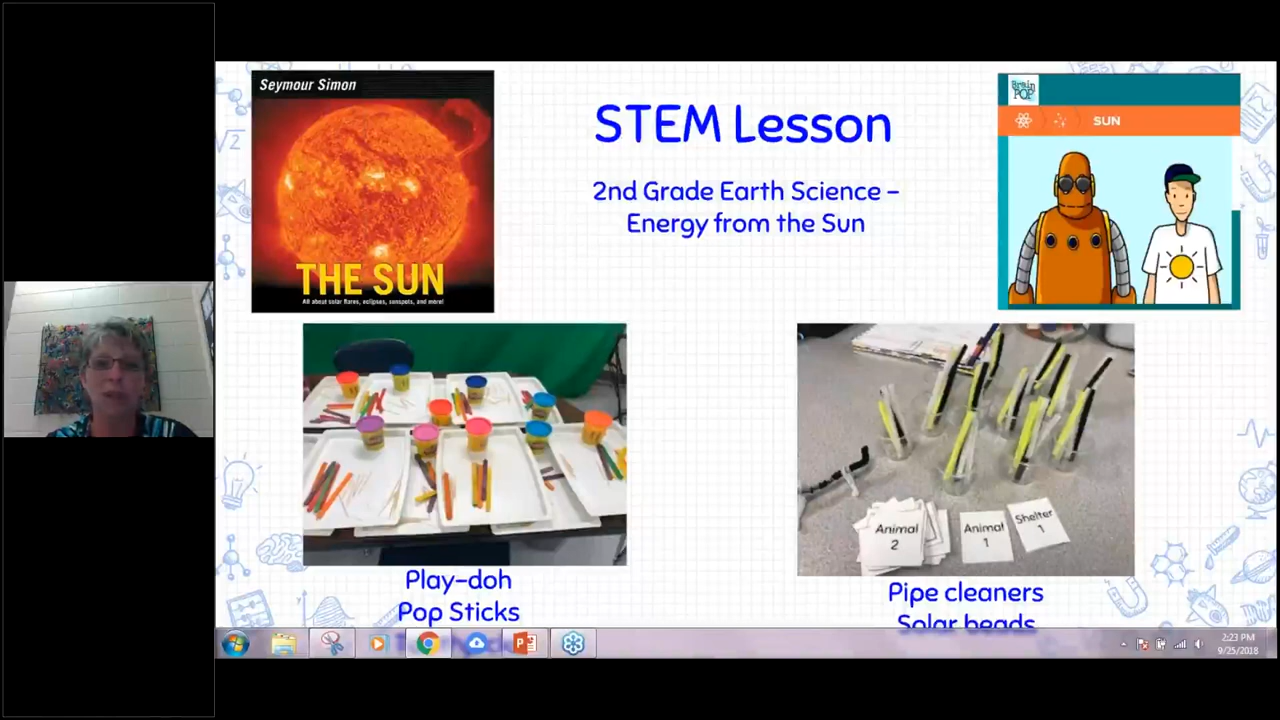 Seymour Simon
THE SUN
All about solar flares, eclipses, sunspots, and more!
STEM Lesson
2nd Grade Earth Science –
Energy from the Sun
Brain
POP
SUN
Animal
2
Animal
1
Shelter
1
Play-doh
Pop Sticks
Pipe cleaners
Solar beads
2:23 PM
9/25/2018